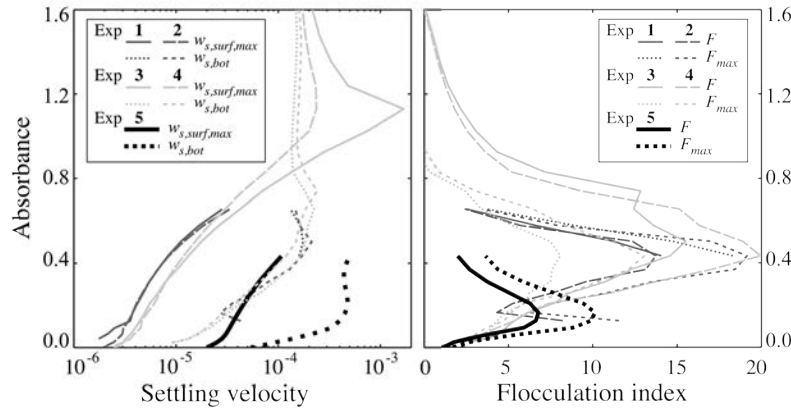 1.6
1.2
0.8
0.4
0.0
Absorbance
Exp 1 2
w_s,surf,max
w_s,bot
Exp 3 4
w_s,surf,max
w_s,bot
Exp 5
w_s,surf,max
w_s,bot
10^-6 10^-5 10^-4 10^-3
Settling velocity
Exp 1 2
F
F_max
Exp 3 4
F
F_max
Exp 5
F
F_max
1.6
1.2
0.8
0.4
0.0
0 5 10 15 20
Flocculation index